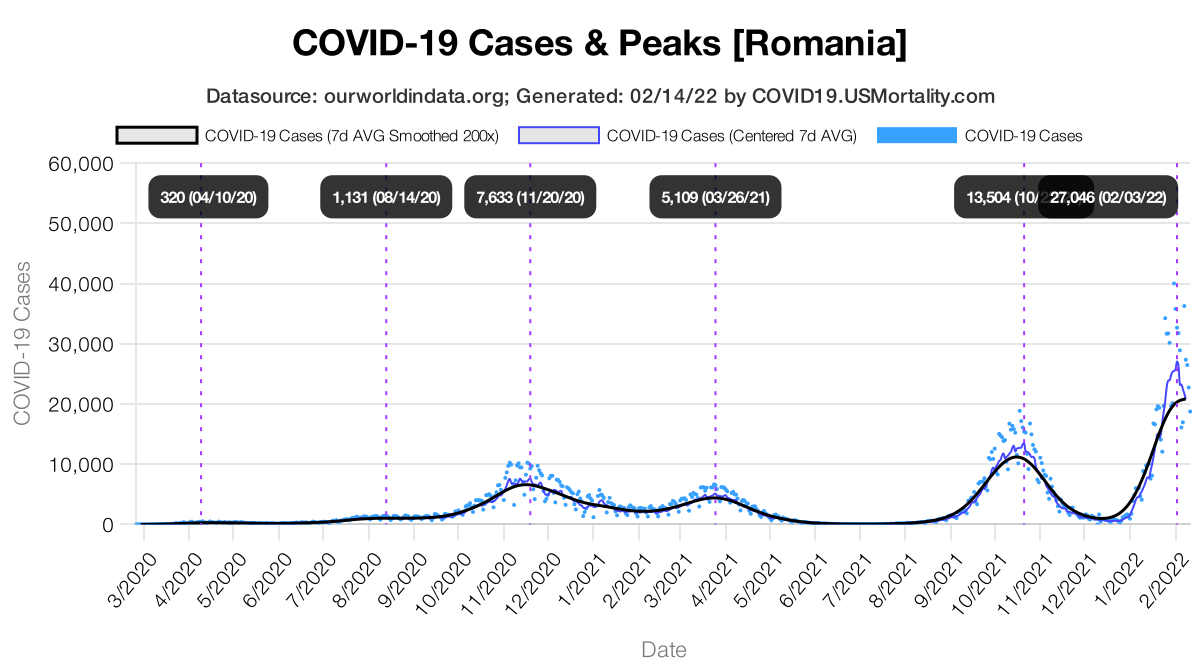 COVID-19 Cases & Peaks [Romania]
Datasource: ourworldindata.org; Generated: 02/14/22 by COVID19.USMortality.com
COVID-19 Cases (7d AVG Smoothed 200x) COVID-19 Cases (Centered 7d AVG) COVID-19 Cases
60,000
320 (04/10/20) 1,131 (08/14/20) 7,633 (11/20/20) 5,109 (03/26/21) 13,504 (10/ 27,046 (02/03/22)
50,000
40,000
30,000
20,000
10,000
0
COVID-19 Cases
3/2020 4/2020 5/2020 6/2020 7/2020 8/2020 9/2020 10/2020 11/2020 12/2020 1/2021 2/2021 3/2021 4/2021 5/2021 6/2021 7/2021 8/2021 9/2021 10/2021 11/2021 12/2021 1/2022 2/2022
Date